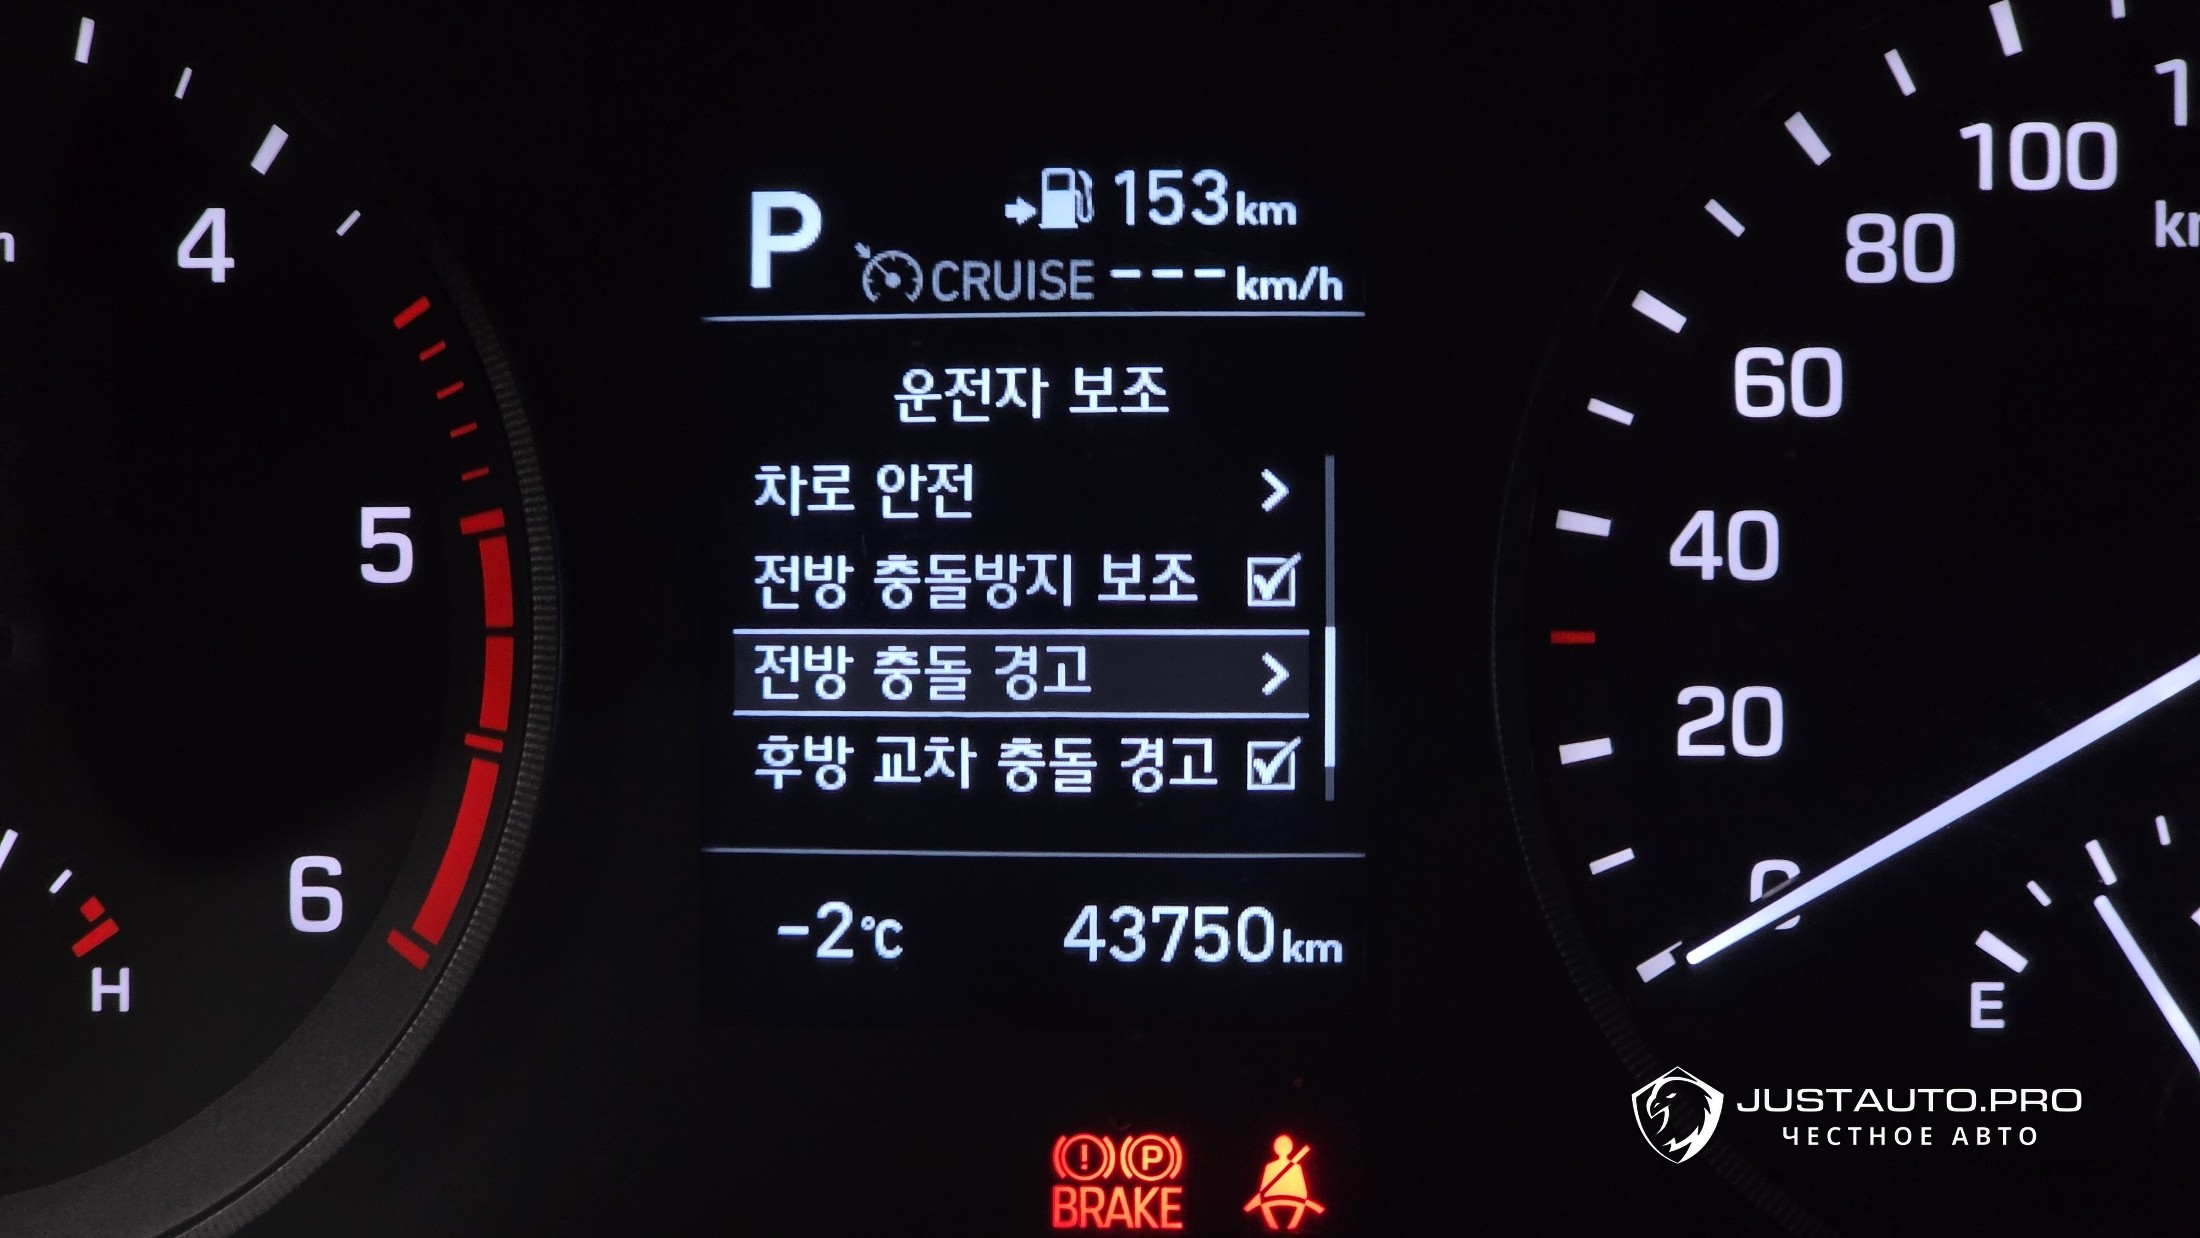 P
153km
CRUISE ---km/h
운전자 보조
차로 안전
전방 충돌방지 보조
전방 충돌 경고
후방 교차 충돌 경고
-2°C
43750km
4
5
6
H
100
80
60
40
20
0
E
BRAKE
JUSTAUTO.PRO
ЧЕСТНОЕ АВТО